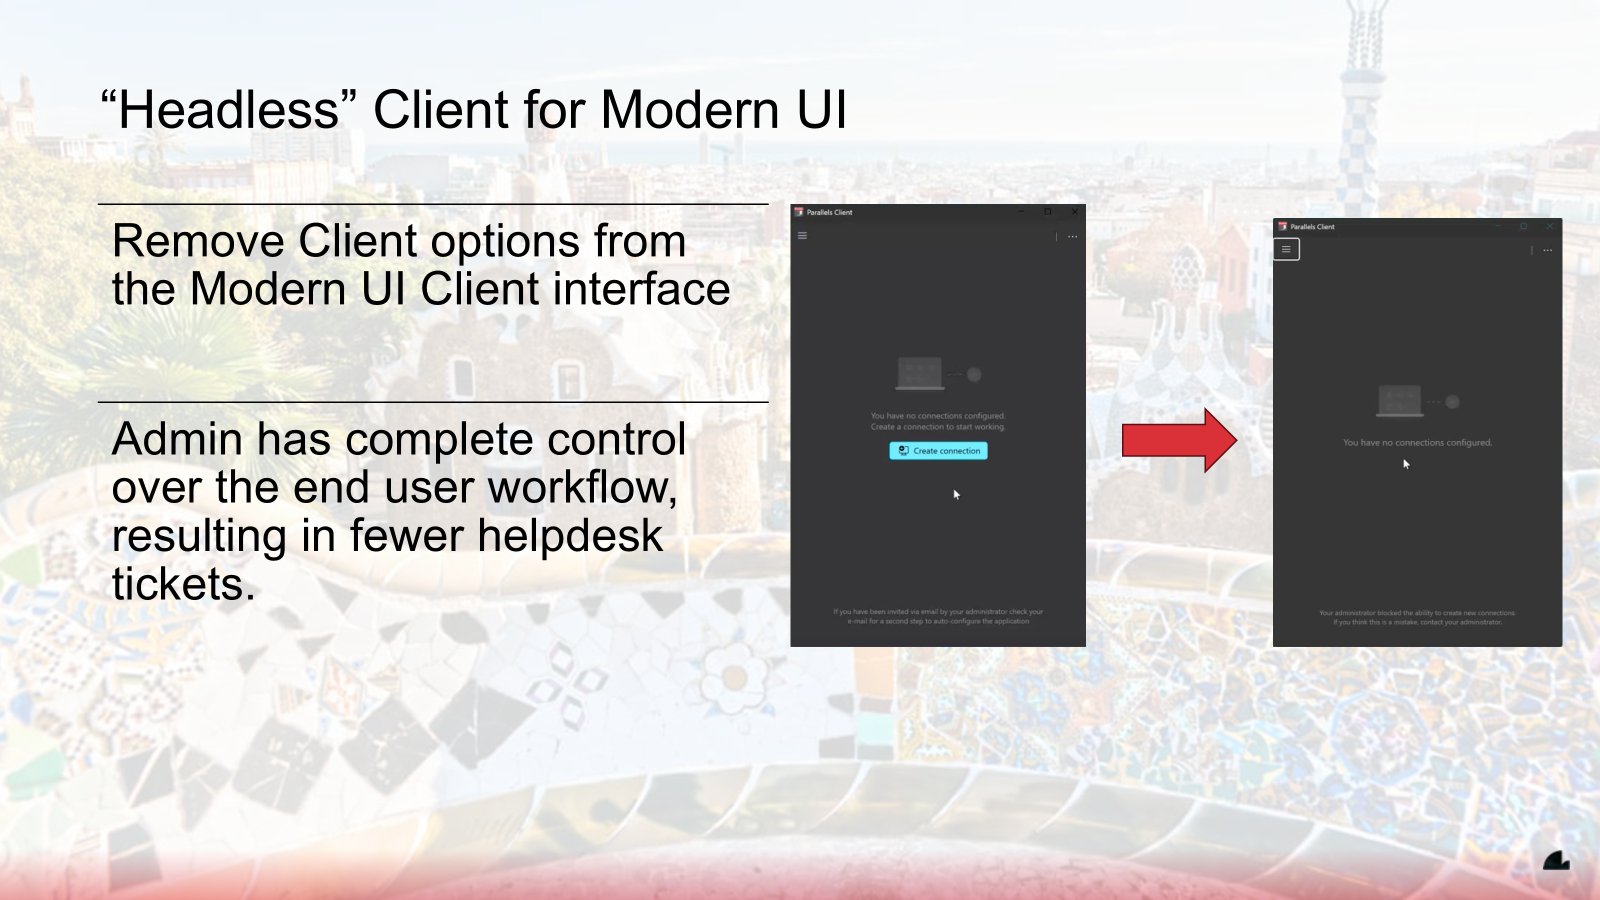 “Headless” Client for Modern UI
Remove Client options from
the Modern UI Client interface
Admin has complete control
over the end user workflow,
resulting in fewer helpdesk
tickets.
Parallels Client
You have no connections configured.
Create a connection to start working.
Create connection
If you have been invited via email by your administrator check your
e-mail for a second step to auto-configure the application
Parallels Client
You have no connections configured.
Your administrator blocked the ability to create new connections.
If you think this is a mistake, contact your administrator.